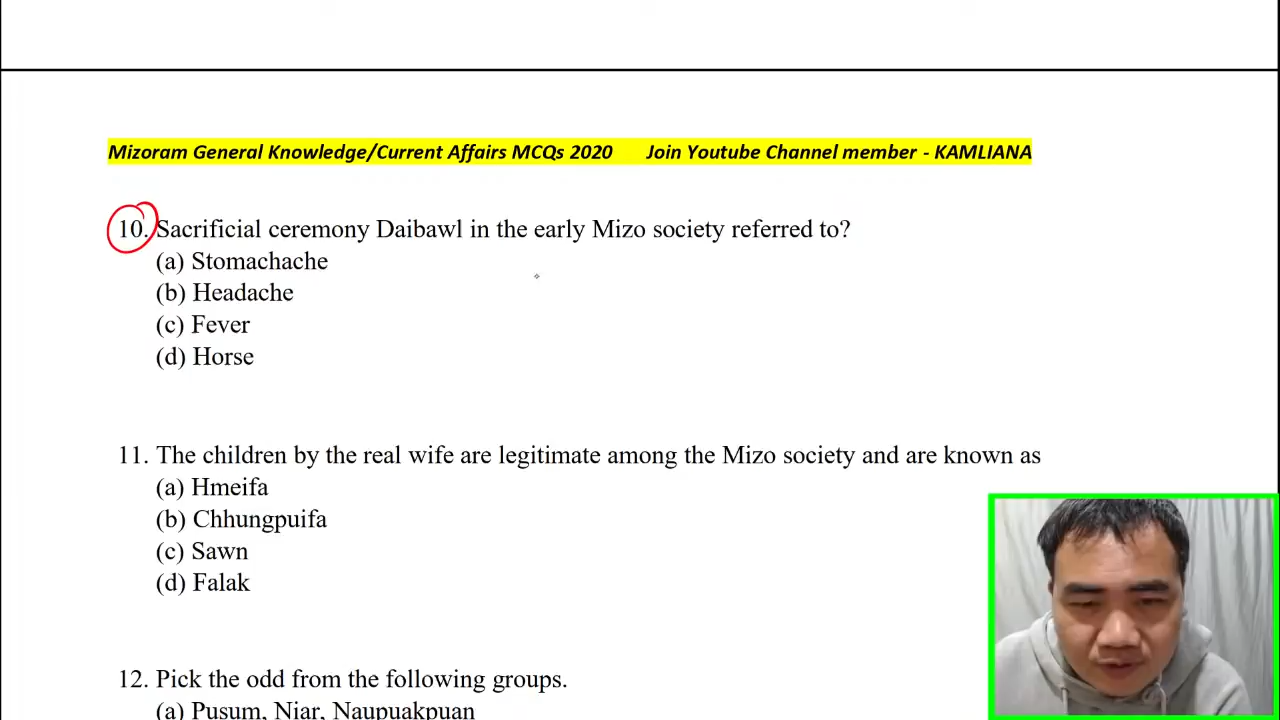 Mizoram General Knowledge/Current Affairs MCQs 2020 Join Youtube Channel member - KAMLIANA
10. Sacrificial ceremony Daibawl in the early Mizo society referred to?
(a) Stomachache
(b) Headache
(c) Fever
(d) Horse
11. The children by the real wife are legitimate among the Mizo society and are known as
(a) Hmeifa
(b) Chhungpuifa
(c) Sawn
(d) Falak
12. Pick the odd from the following groups.
(a) Pusum, Niar, Naupuakpuan